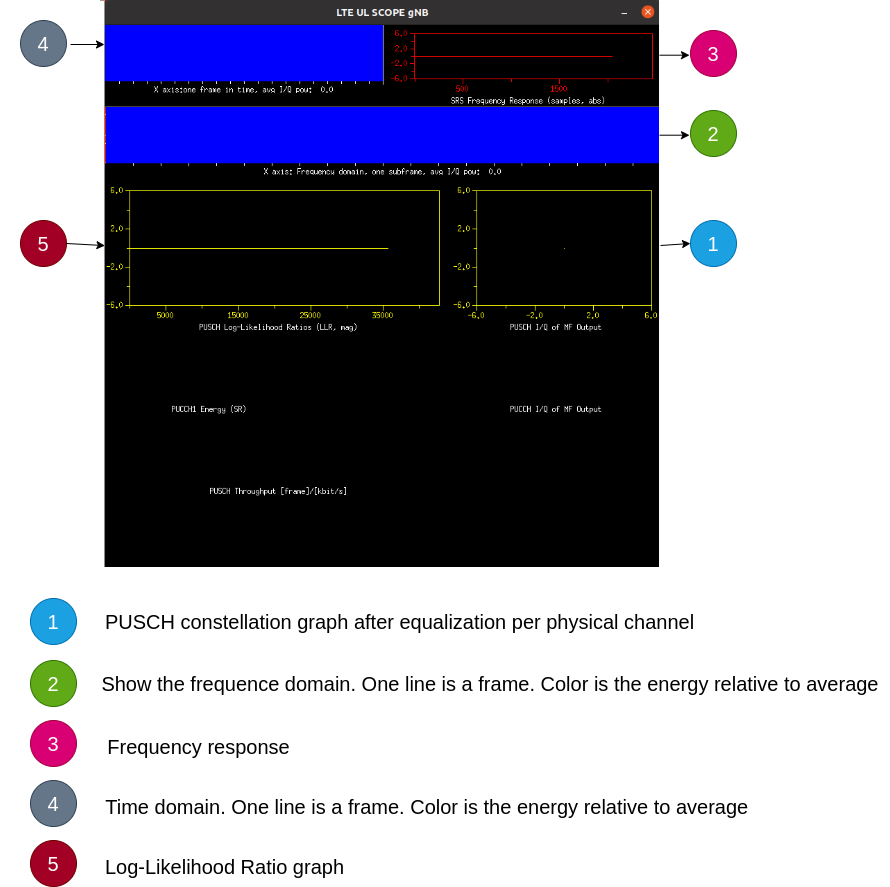 LTE UL SCOPE gNB
4
6.0
2.0
-2.0
-6.0
500
1500
3
X axis:one frame in time, avg I/Q pow: 0.0
SRS Frequency Response (samples, abs)
2
X axis: Frequency domain, one subframe, avg I/Q pow: 0.0
6.0
2.0
-2.0
-6.0
5000
15000
25000
35000
5
6.0
2.0
-2.0
-6.0
-6.0
-2.0
2.0
6.0
1
PUSCH Log-Likelihood Ratios (LLR, mag)
PUSCH I/Q of MF Output
PUCCH1 Energy (SR)
PUCCH I/Q of MF Output
PUSCH Throughput [frame]/[kbit/s]
1 PUSCH constellation graph after equalization per physical channel
2 Show the frequence domain. One line is a frame. Color is the energy relative to average
3 Frequency response
4 Time domain. One line is a frame. Color is the energy relative to average
5 Log-Likelihood Ratio graph